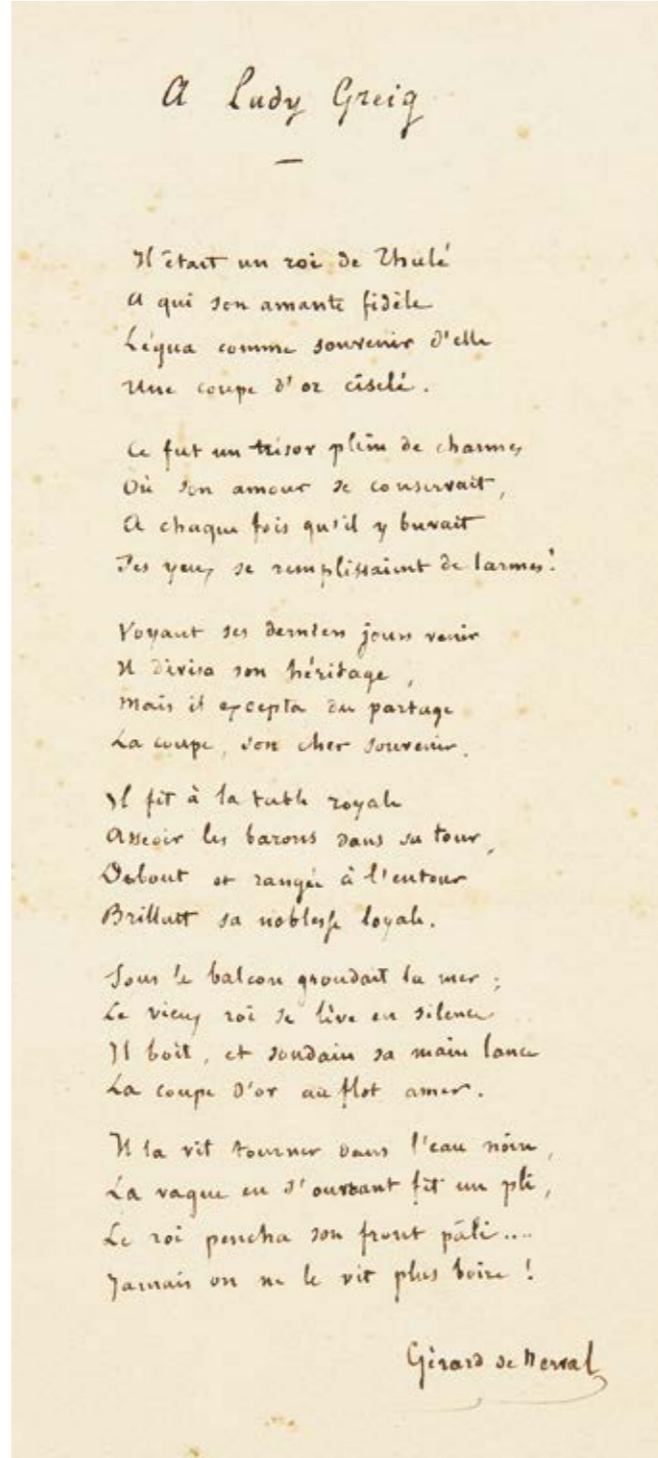 A Lady Greig
—
Il était un roi de Thulé
A qui son amante fidèle
Légua comme souvenir d'elle
Une coupe d'or ciselé.
Ce fut un trésor plein de charmes
Où son amour se conservait,
A chaque fois qu'il y buvait
Ses yeux se remplissaient de larmes !
Voyant ses derniers jours venir
Il divisa son héritage,
Mais il excepta du partage
La coupe, son cher souvenir.
Il fit à la table royale
Asseoir les barons dans sa tour,
Debout et rangée à l'entour
Brillait sa noblesse loyale.
Sous le balcon grondait la mer ;
Le vieux roi se lève en silence
Il boit, et soudain sa main lance
La coupe d'or au flot amer.
Il la vit tourner dans l'eau noire,
La vague en s'ouvrant fit un pli,
Le roi pencha son front pâli....
Jamais on ne le vit plus boire !
Gérard de Nerval